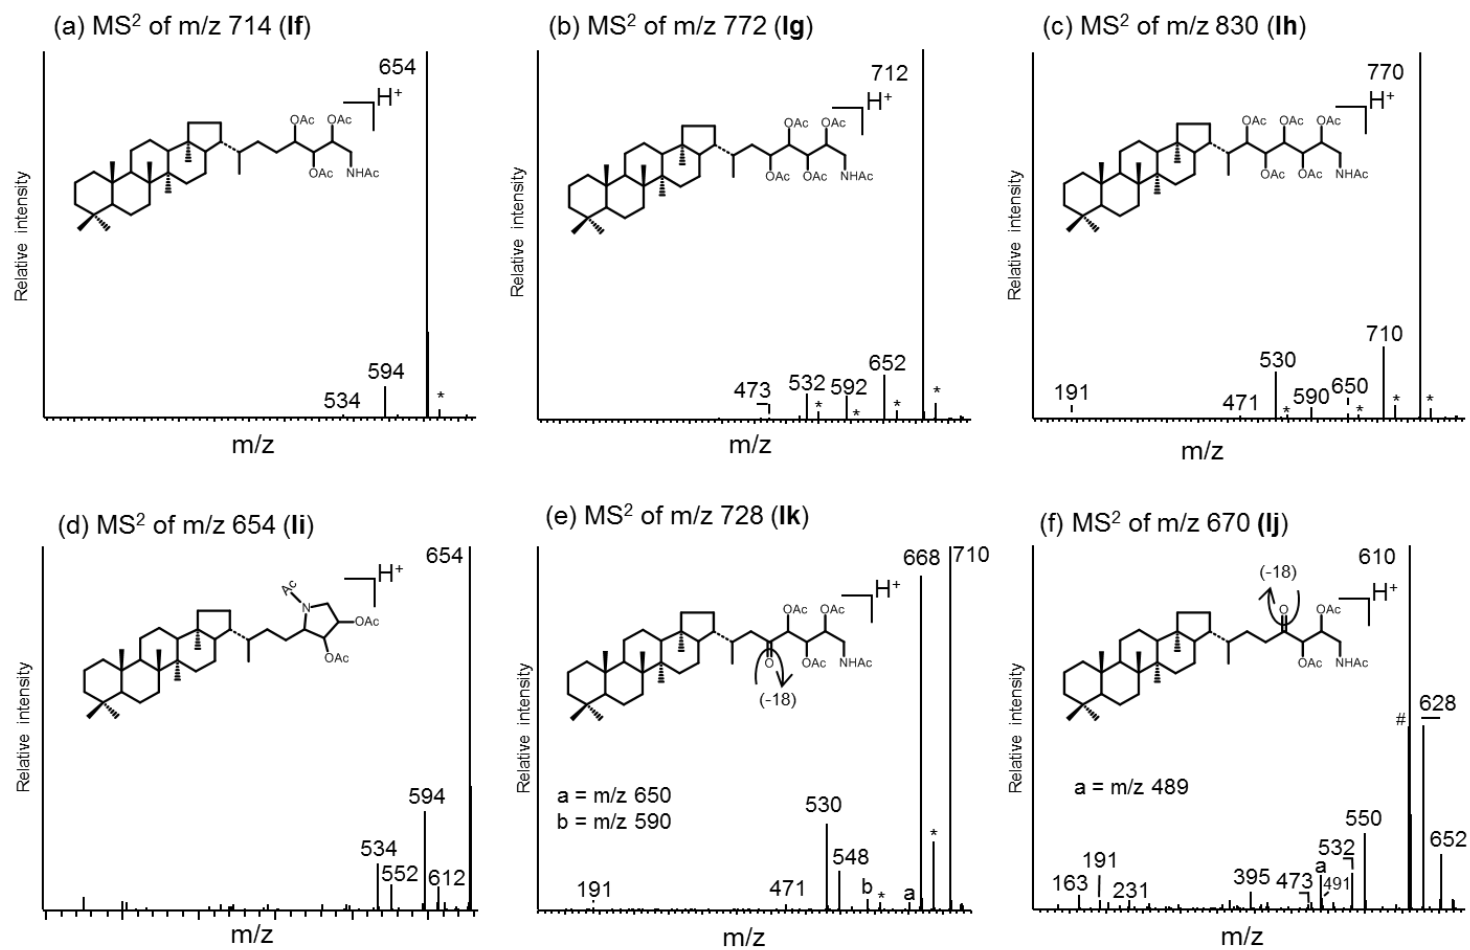 (a) MS² of m/z 714 (If)
654
H⁺
OAc OAc
OAc NHAc
594
534
*
Relative intensity
m/z
(b) MS² of m/z 772 (Ig)
712
H⁺
OAc OAc
OAc OAc NHAc
652
473 532 592
* * * *
Relative intensity
m/z
(c) MS² of m/z 830 (Ih)
770
H⁺
OAc OAc OAc
OAc OAc NHAc
710
530
191 471 590 650
* * * *
Relative intensity
m/z
(d) MS² of m/z 654 (Ii)
654
H⁺
Ac
N
OAc
OAc
594
534
552 612
Relative intensity
m/z
(e) MS² of m/z 728 (Ik)
668 710
H⁺
OAc OAc
O OAc NHAc
(-18)
a = m/z 650
b = m/z 590
530
548
*
191 471 b * a
Relative intensity
m/z
(f) MS² of m/z 670 (Ij)
610
(-18)
H⁺
O OAc
OAc NHAc
# 628
a = m/z 489
550
532 652
191 a
163 231 395 473 491
Relative intensity
m/z